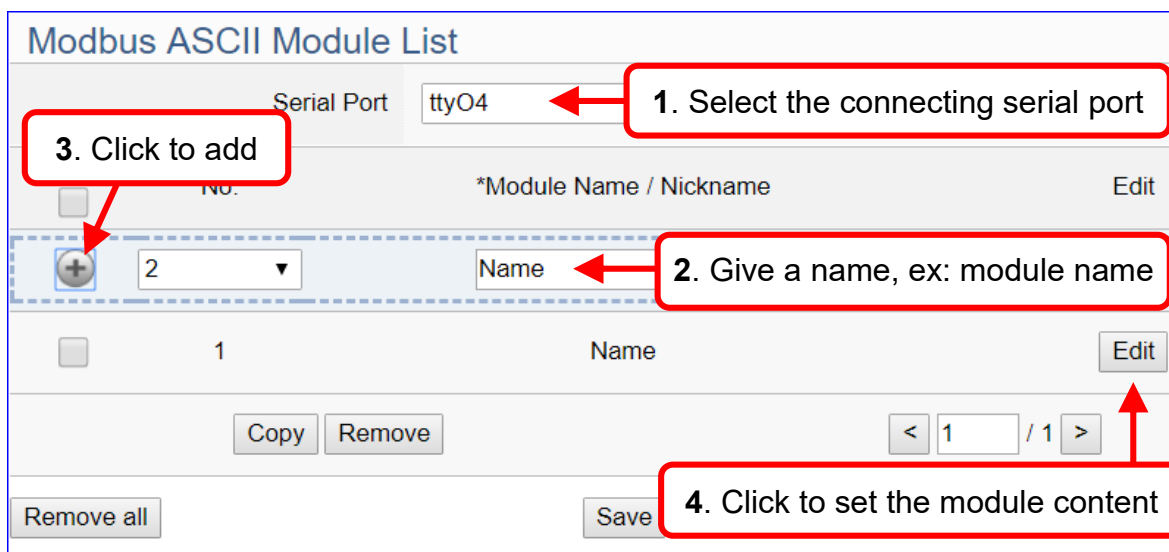 Modbus ASCII Module List
Serial Port ttyO4 1. Select the connecting serial port
3. Click to add
No. *Module Name / Nickname Edit
2 Name 2. Give a name, ex: module name
1 Name Edit
Copy Remove < 1 / 1 >
4. Click to set the module content
Remove all Save